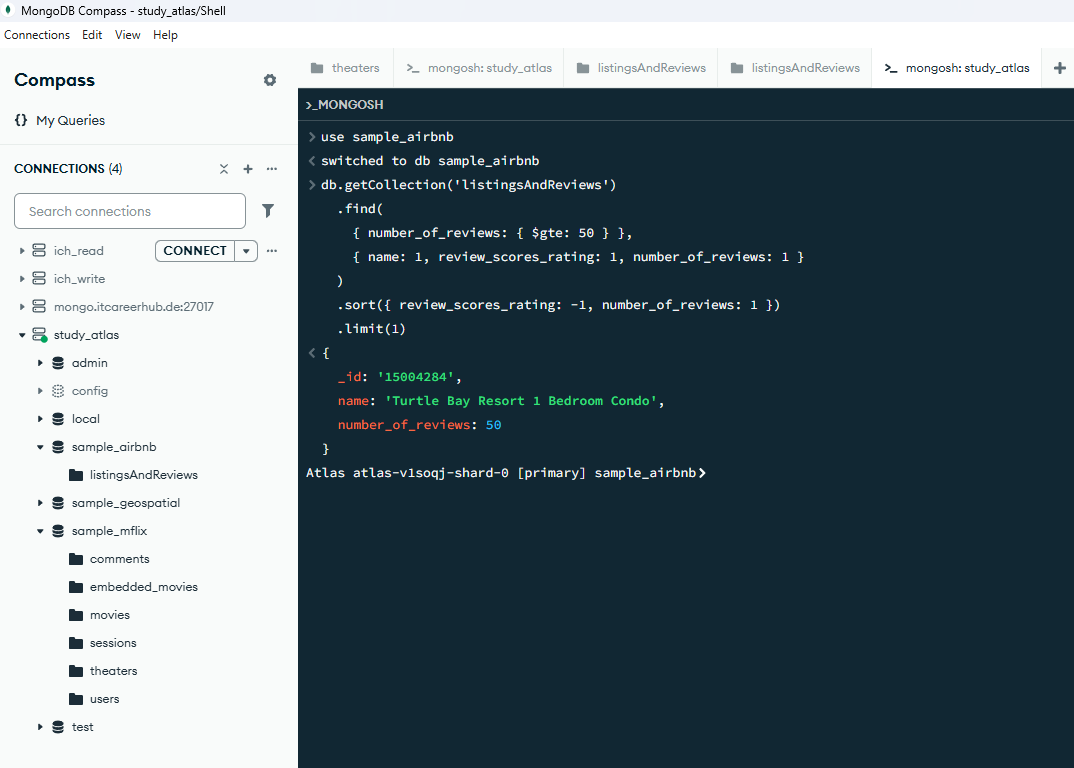 MongoDB Compass - study_atlas/Shell
Connections Edit View Help
Compass
{} My Queries
CONNECTIONS (4)
Search connections
ich_read CONNECT
ich_write
mongo.itcareerhub.de:27017
study_atlas
admin
config
local
sample_airbnb
listingsAndReviews
sample_geospatial
sample_mflix
comments
embedded_movies
movies
sessions
theaters
users
test
theaters >_ mongosh: study_atlas listingsAndReviews listingsAndReviews >_ mongosh: study_atlas +
>_MONGOSH
> use sample_airbnb
< switched to db sample_airbnb
> db.getCollection('listingsAndReviews')
.find(
{ number_of_reviews: { $gte: 50 } },
{ name: 1, review_scores_rating: 1, number_of_reviews: 1 }
)
.sort({ review_scores_rating: -1, number_of_reviews: 1 })
.limit(1)
< {
_id: '15004284',
name: 'Turtle Bay Resort 1 Bedroom Condo',
number_of_reviews: 50
}
Atlas atlas-v1soqj-shard-0 [primary] sample_airbnb>